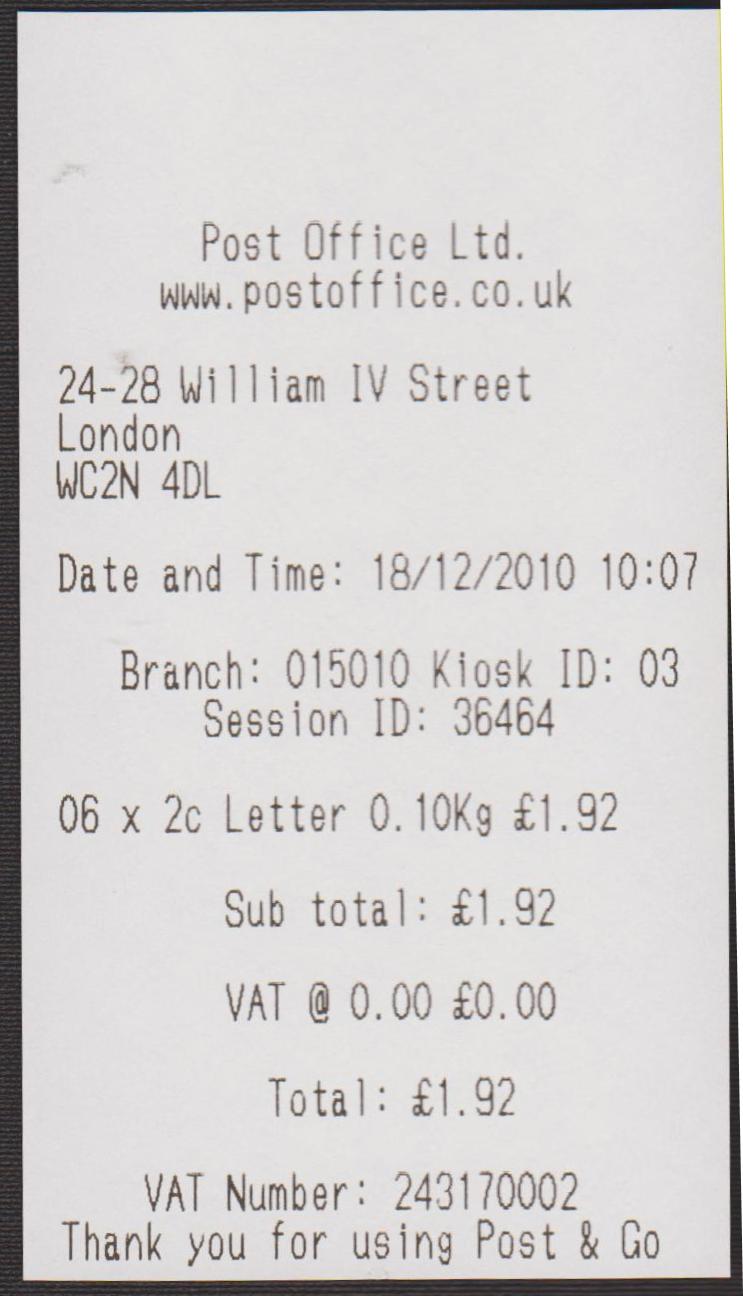 Post Office Ltd.
www.postoffice.co.uk
24-28 William IV Street
London
WC2N 4DL
Date and Time: 18/12/2010 10:07
Branch: 015010 Kiosk ID: 03
Session ID: 36464
06 x 2c Letter 0.10Kg £1.92
Sub total: £1.92
VAT @ 0.00 £0.00
Total: £1.92
VAT Number: 243170002
Thank you for using Post & Go